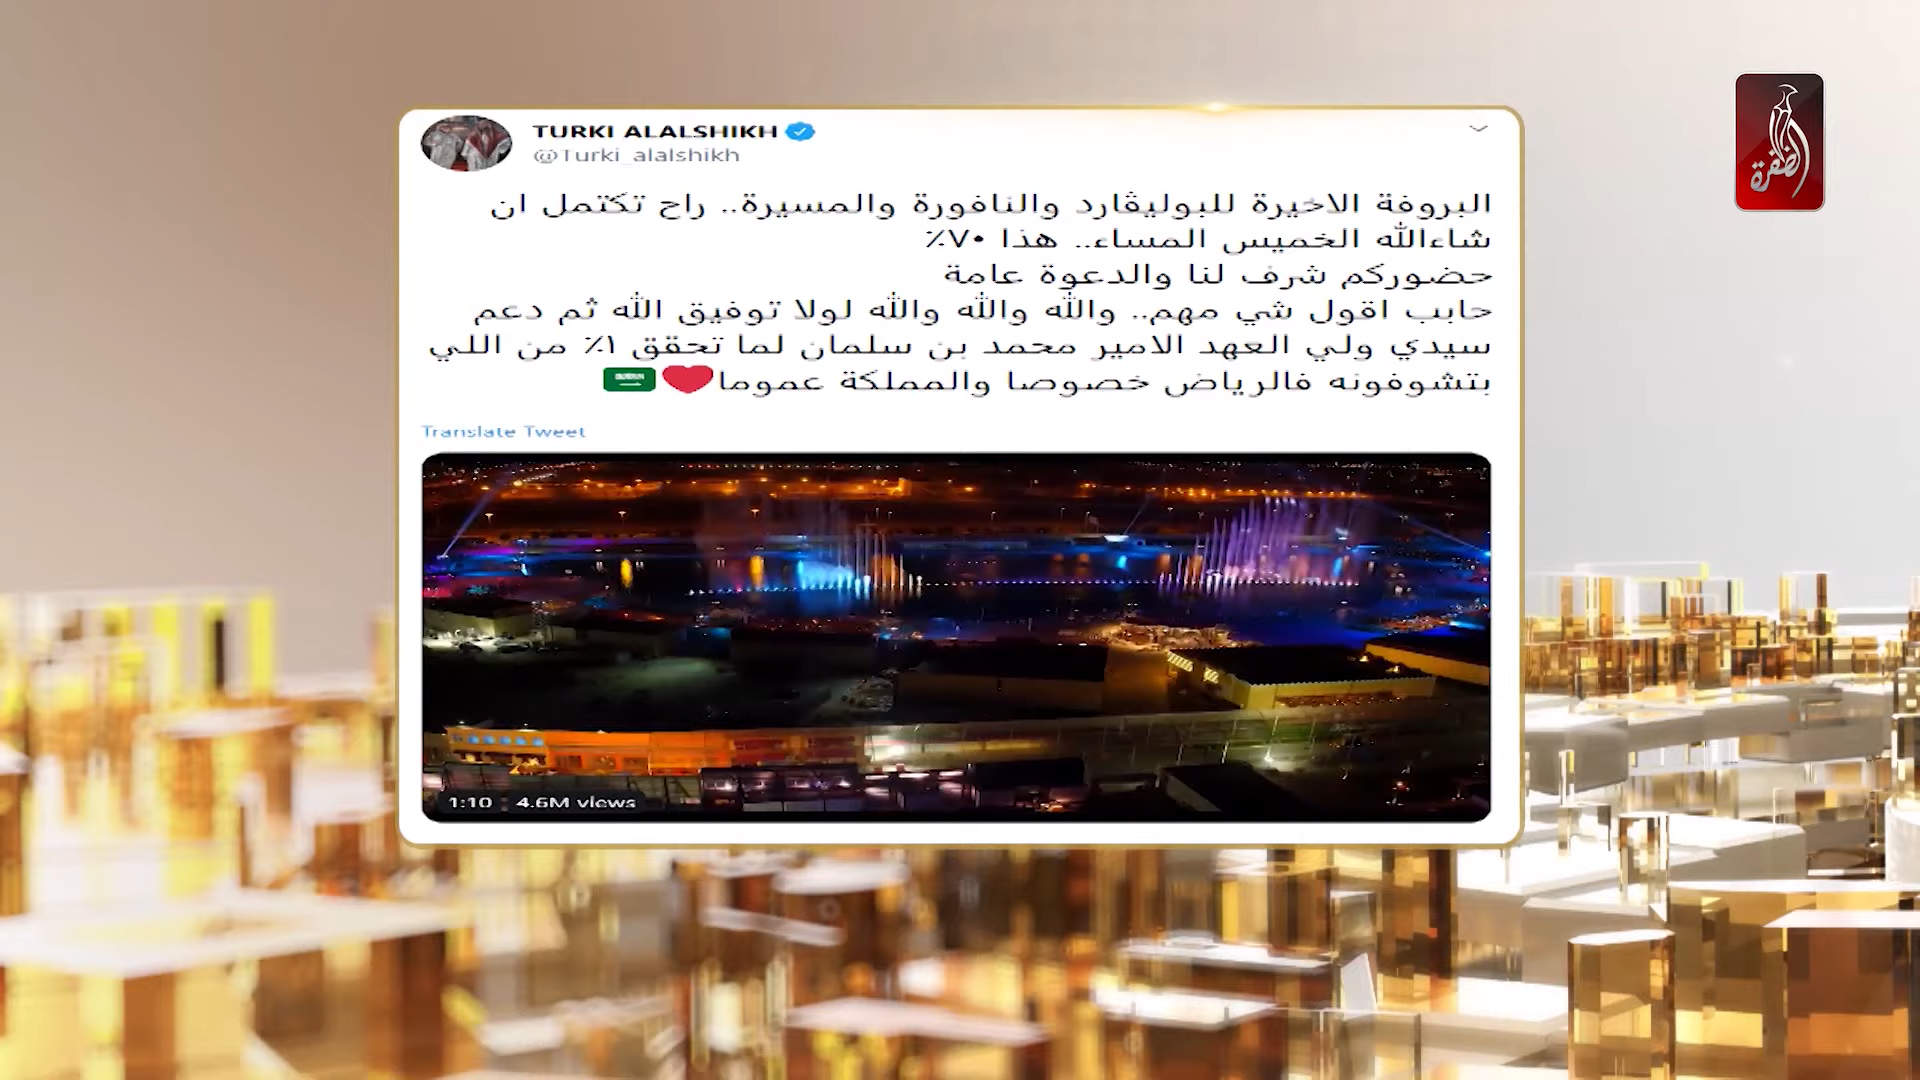 TURKI ALALSHIKH
@Turki_alalshikh
الظفرة
البروفة الاخيرة للبوليڤارد والنافورة والمسيرة.. راح تكتمل ان
شاءالله الخميس المساء.. هذا ٧٠٪
حضوركم شرف لنا والدعوة عامة
حابب اقول شي مهم.. والله والله والله لولا توفيق الله ثم دعم
سيدي ولي العهد الامير محمد بن سلمان لما تحقق ١٪ من اللي
بتشوفونه فالرياض خصوصا والمملكة عموما❤️🇸🇦
Translate Tweet
1:10 4.6M views